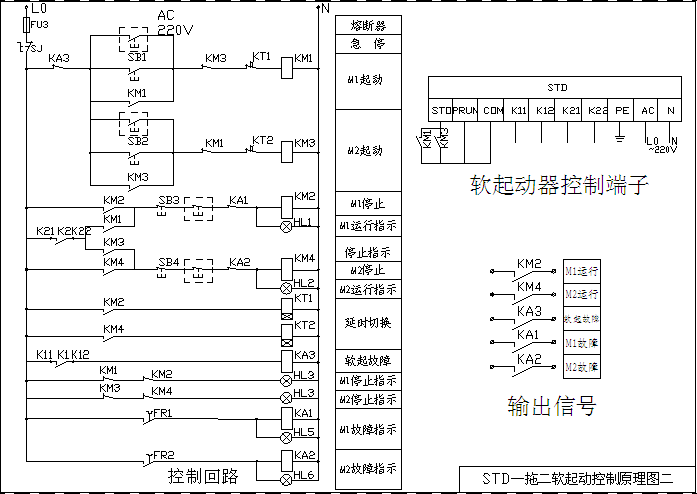 L0
N
FU3
AC
220V
TSJ
KA3
SB1
KM3
KT1
KM1
KM1
SB2
KM1
KT2
KM3
KM3
KM2
SB3
KA1
KM2
KM1
HL1
K21 K2K22
KM3
KM4
SB4
KA2
KM4
HL2
KM2
KT1
KM4
KT2
K11 K1K12
KA3
KM1
KM2
HL3
KM3
KM4
HL3
FR1
KA1
HL5
FR2
KA2
HL6
控制回路
熔断器
急 停
M1起动
M2起动
M1停止
M1运行指示
停止指示
M2停止
M2运行指示
延时切换
软起故障
M1停止指示
M2停止指示
M1故障指示
M2故障指示
STD
STO PRUN COM K11 K12 K21 K22 PE AC N
KM1
KM3
L0 N
~220V
软起动器控制端子
KM2 M1运行
KM4 M2运行
KA3 软起故障
KA1 M1故障
KA2 M2故障
输出信号
STD一拖二软起动控制原理图二